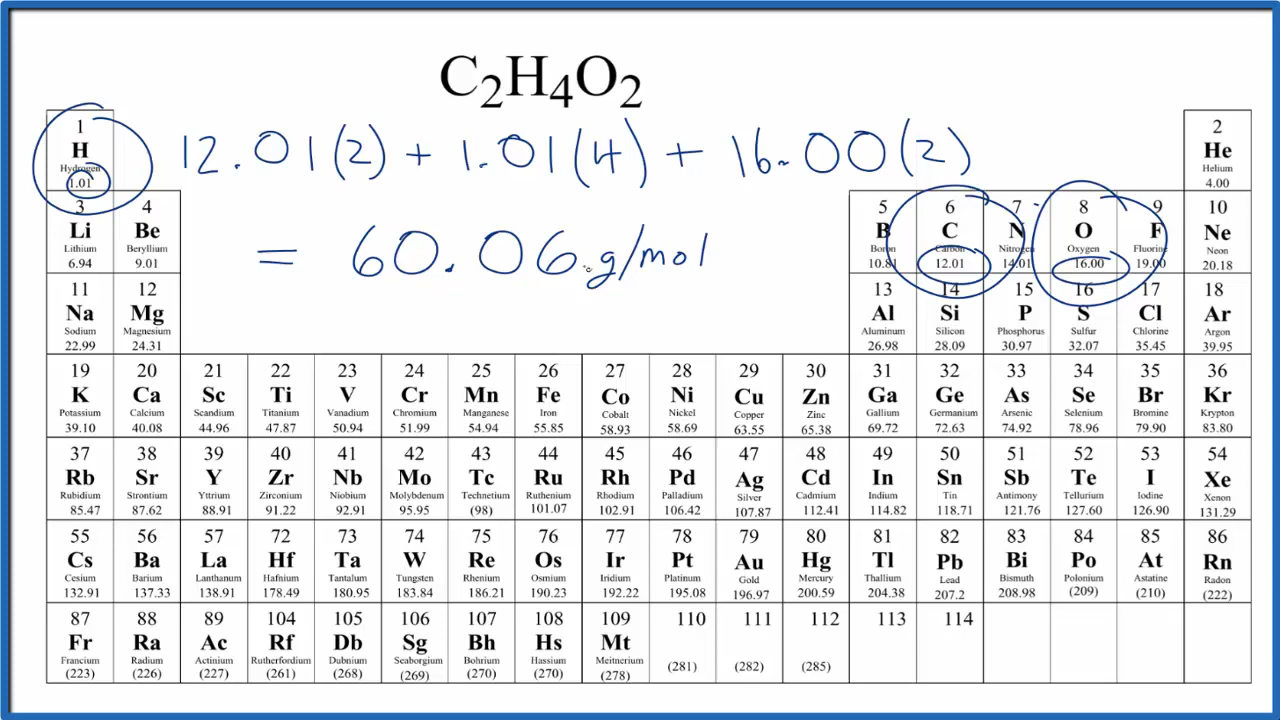 C2H4O2
12.01(2) + 1.01(4) + 16.00(2)
= 60.06 g/mol
1 2
H He
Hydrogen Helium
1.01 4.00
3 4 5 6 7 8 9 10
Li Be B C N O F Ne
Lithium Beryllium Boron Carbon Nitrogen Oxygen Fluorine Neon
6.94 9.01 10.81 12.01 14.01 16.00 19.00 20.18
11 12 13 14 15 16 17 18
Na Mg Al Si P S Cl Ar
Sodium Magnesium Aluminum Silicon Phosphorus Sulfur Chlorine Argon
22.99 24.31 26.98 28.09 30.97 32.07 35.45 39.95
19 20 21 22 23 24 25 26 27 28 29 30 31 32 33 34 35 36
K Ca Sc Ti V Cr Mn Fe Co Ni Cu Zn Ga Ge As Se Br Kr
Potassium Calcium Scandium Titanium Vanadium Chromium Manganese Iron Cobalt Nickel Copper Zinc Gallium Germanium Arsenic Selenium Bromine Krypton
39.10 40.08 44.96 47.87 50.94 51.99 54.94 55.85 58.93 58.69 63.55 65.38 69.72 72.63 74.92 78.96 79.90 83.80
37 38 39 40 41 42 43 44 45 46 47 48 49 50 51 52 53 54
Rb Sr Y Zr Nb Mo Tc Ru Rh Pd Ag Cd In Sn Sb Te I Xe
Rubidium Strontium Yttrium Zirconium Niobium Molybdenum Technetium Ruthenium Rhodium Palladium Silver Cadmium Indium Tin Antimony Tellurium Iodine Xenon
85.47 87.62 88.91 91.22 92.91 95.95 (98) 101.07 102.91 106.42 107.87 112.41 114.82 118.71 121.76 127.60 126.90 131.29
55 56 57 72 73 74 75 76 77 78 79 80 81 82 83 84 85 86
Cs Ba La Hf Ta W Re Os Ir Pt Au Hg Tl Pb Bi Po At Rn
Cesium Barium Lanthanum Hafnium Tantalum Tungsten Rhenium Osmium Iridium Platinum Gold Mercury Thallium Lead Bismuth Polonium Astatine Radon
132.91 137.33 138.91 178.49 180.95 183.84 186.21 190.23 192.22 195.08 196.97 200.59 204.38 207.2 208.98 (209) (210) (222)
87 88 89 104 105 106 107 108 109 110 111 112 113 114
Fr Ra Ac Rf Db Sg Bh Hs Mt
Francium Radium Actinium Rutherfordium Dubnium Seaborgium Bohrium Hassium Meitnerium
(223) (226) (227) (261) (268) (269) (270) (270) (278) (281) (282) (285)